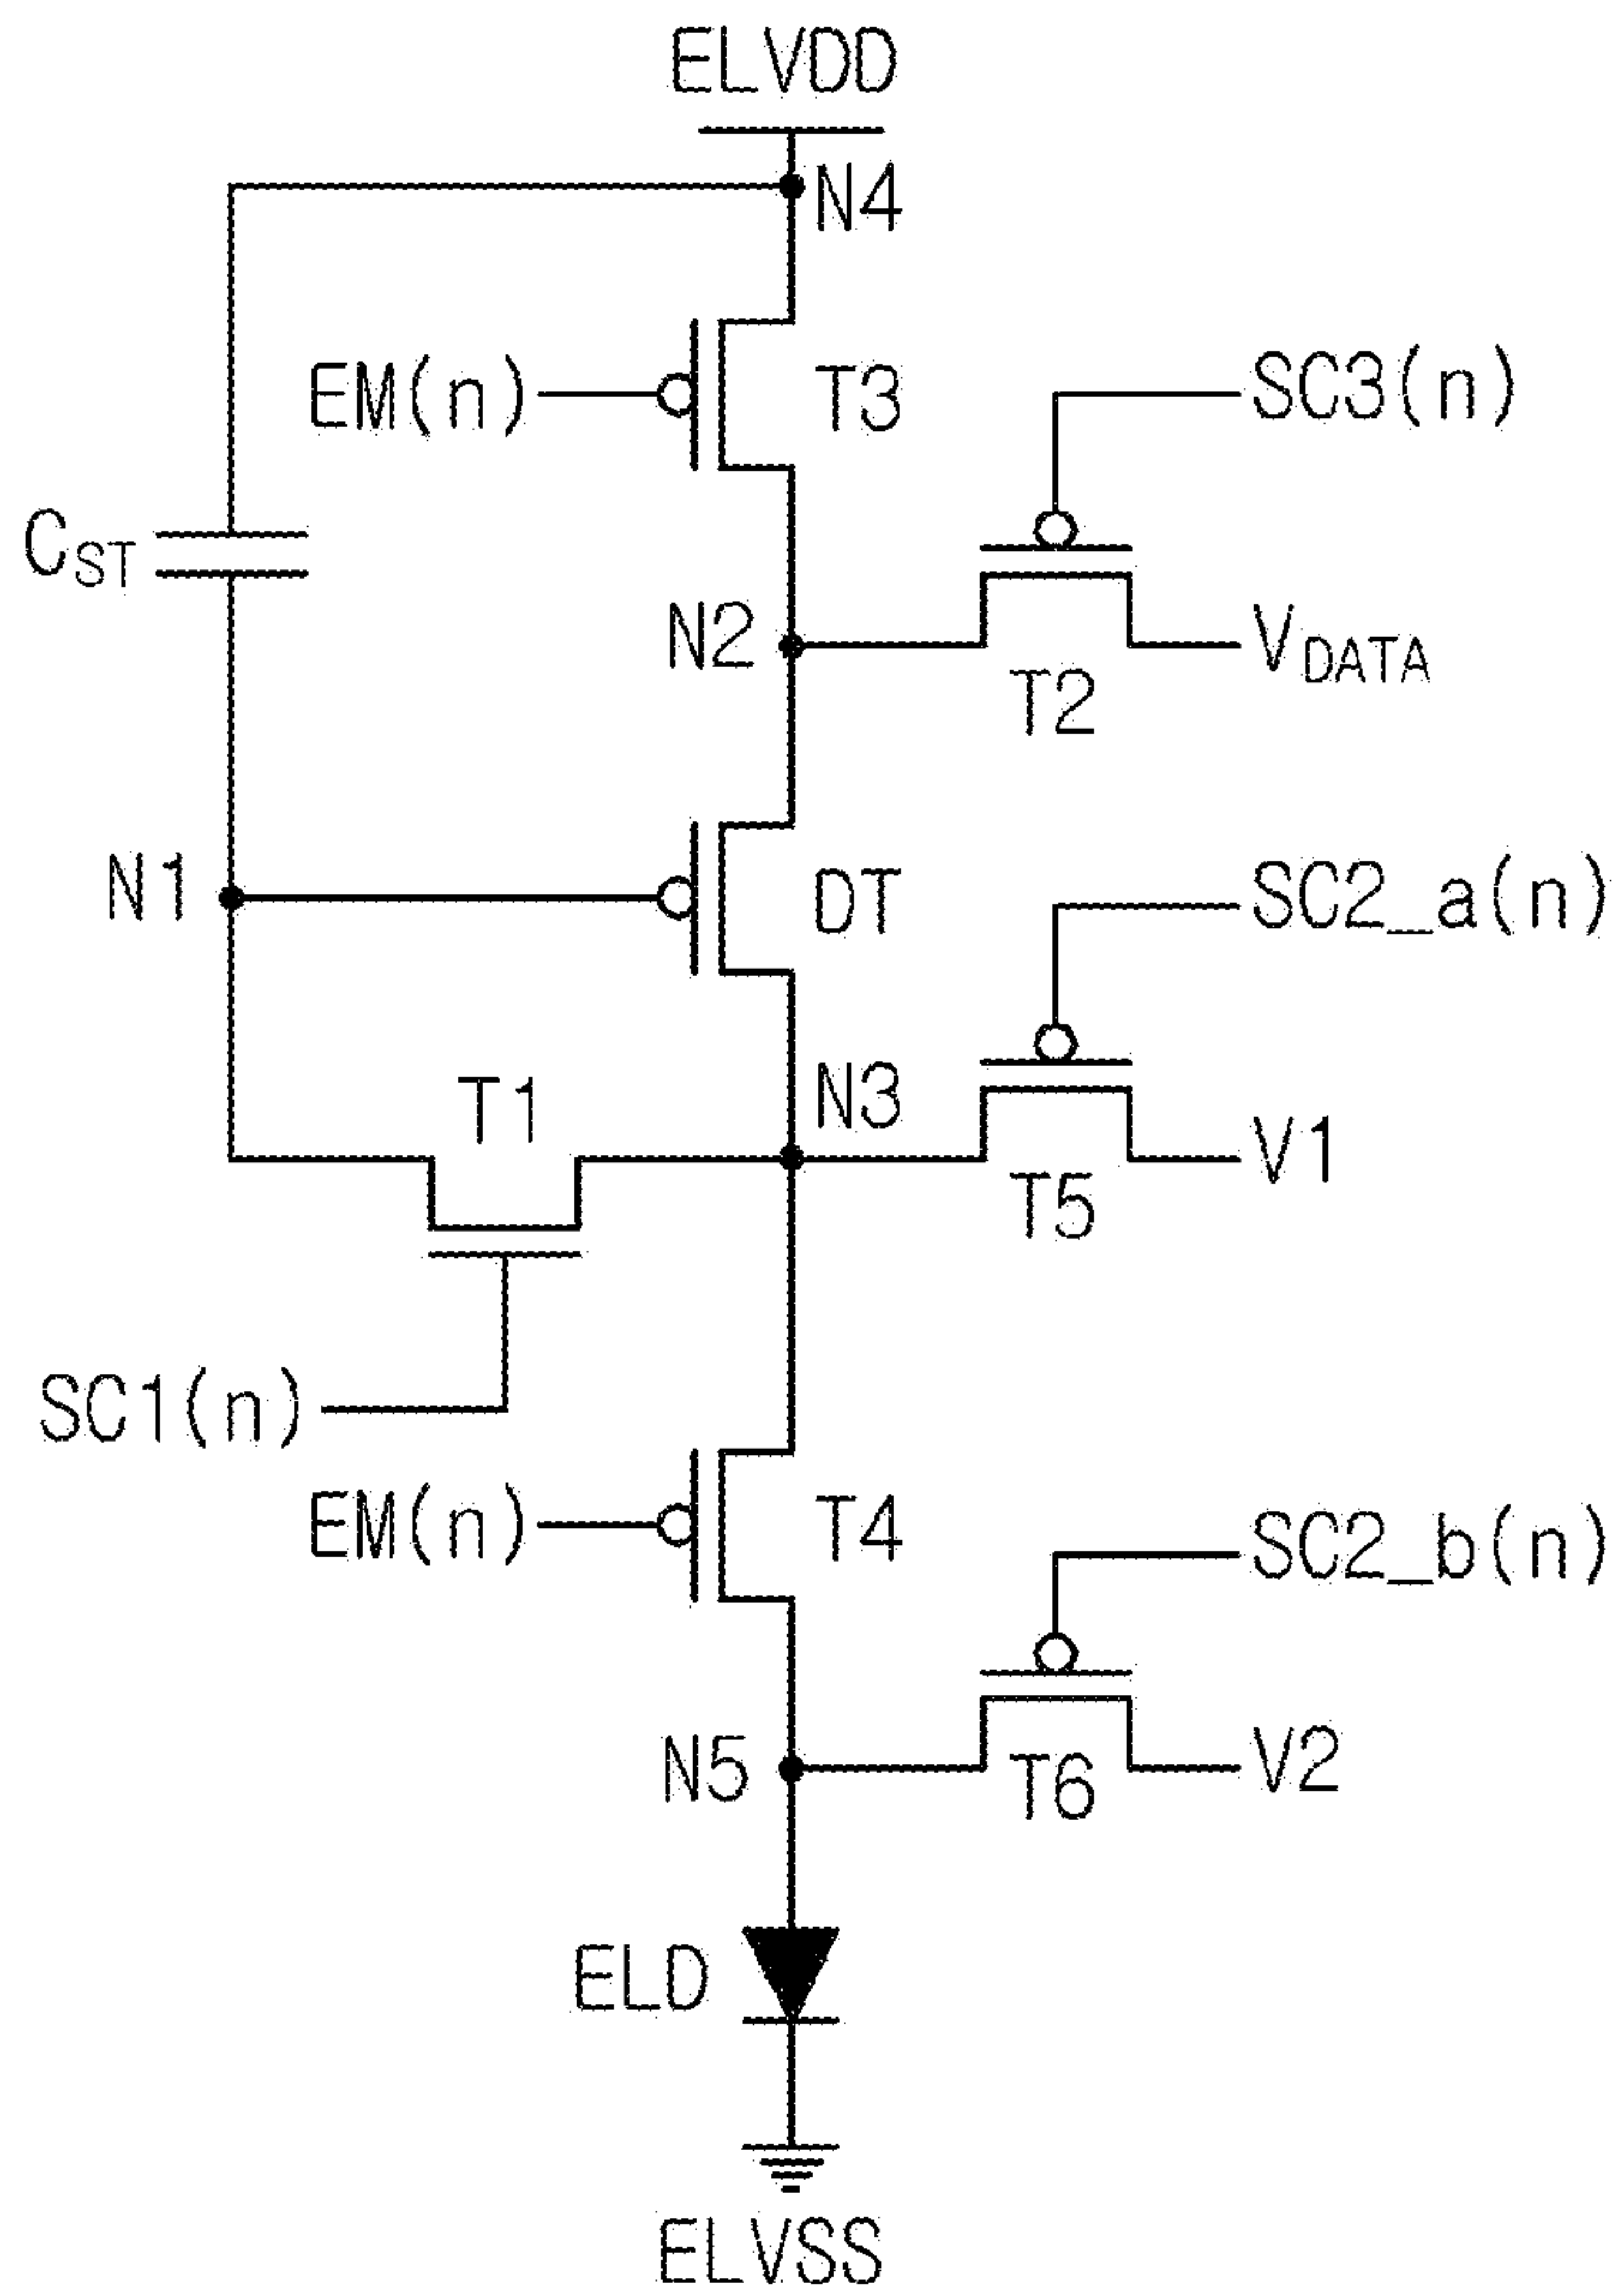 ELVDD
N4
EM(n)
T3
SC3(n)
CST
N2
VDATA
T2
N1
DT
SC2_a(n)
T1
N3
V1
T5
SC1(n)
EM(n)
T4
SC2_b(n)
N5
V2
T6
ELD
ELVSS